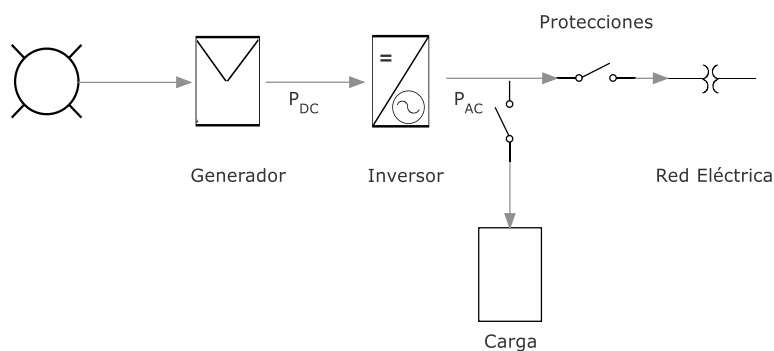 Protecciones
P_DC
P_AC
Generador
Inversor
Red Eléctrica
Carga